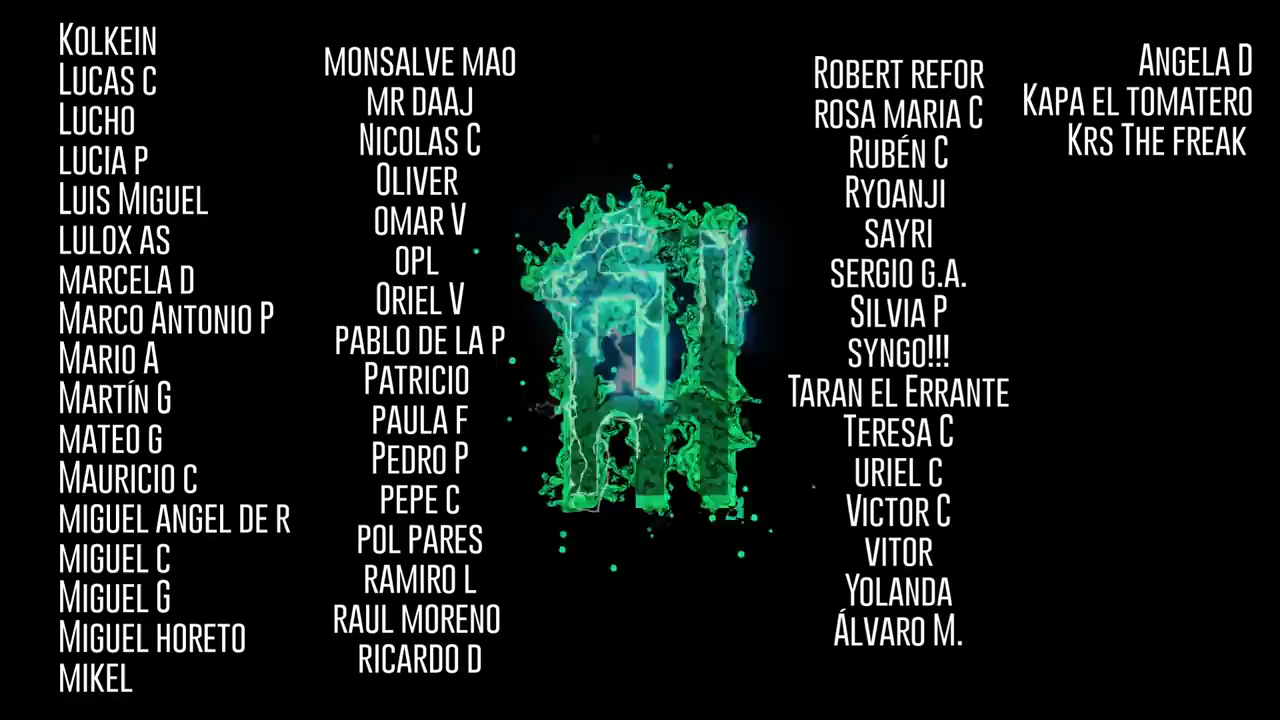 Kolkein
Lucas C
Lucho
Lucia P
Luis Miguel
lulox as
marcela D
Marco Antonio P
Mario A
Martín G
mateo G
Mauricio C
miguel angel de R
miguel C
Miguel G
Miguel horeto
mikel
monsalve mao
mr daaj
Nicolas C
Oliver
omar V
opl
Oriel V
pablo de la P
Patricio
paula F
Pedro P
pepe C
pol pares
ramiro L
raul moreno
ricardo D
Robert refor
rosa maria C
Rubén C
Ryoanji
sayri
sergio g.a.
Silvia P
syngo!!!
Taran el Errante
Teresa C
uriel C
Victor C
vitor
Yolanda
Álvaro M.
Angela D
Kapa el tomatero
Krs The freak